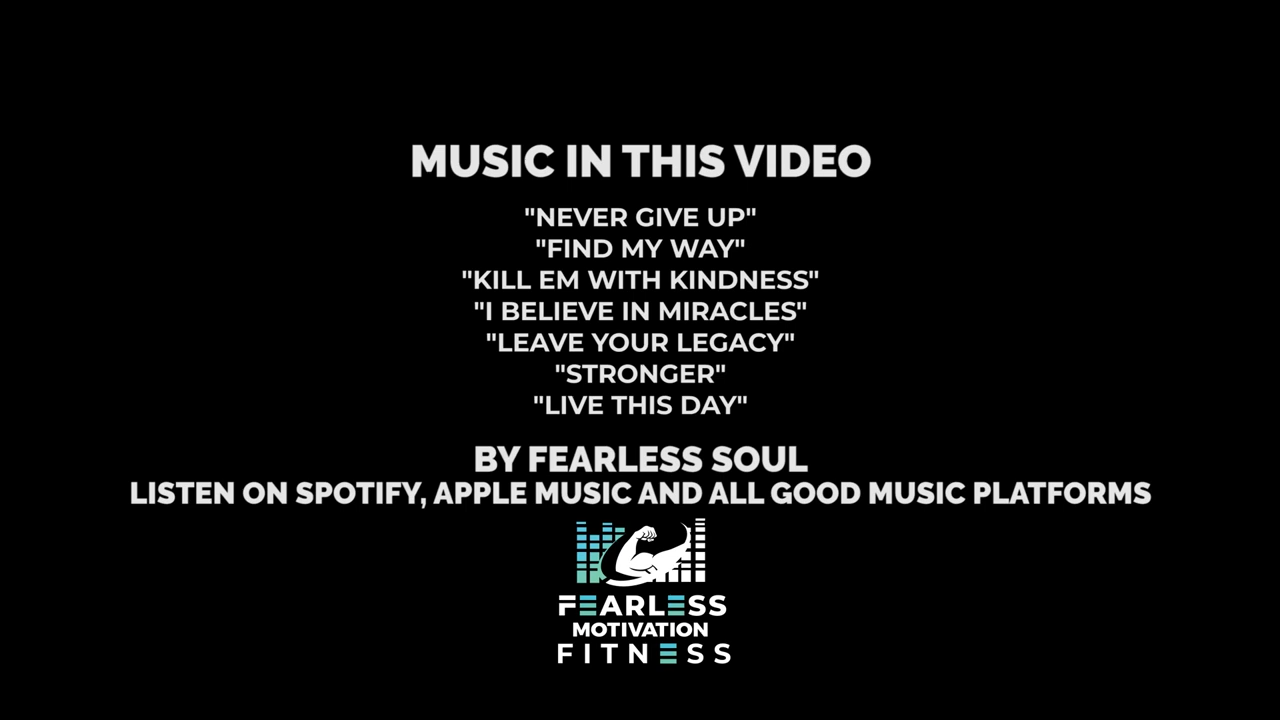 MUSIC IN THIS VIDEO
"NEVER GIVE UP"
"FIND MY WAY"
"KILL EM WITH KINDNESS"
"I BELIEVE IN MIRACLES"
"LEAVE YOUR LEGACY"
"STRONGER"
"LIVE THIS DAY"
BY FEARLESS SOUL
LISTEN ON SPOTIFY, APPLE MUSIC AND ALL GOOD MUSIC PLATFORMS
FEARLESS
MOTIVATION
FITNESS